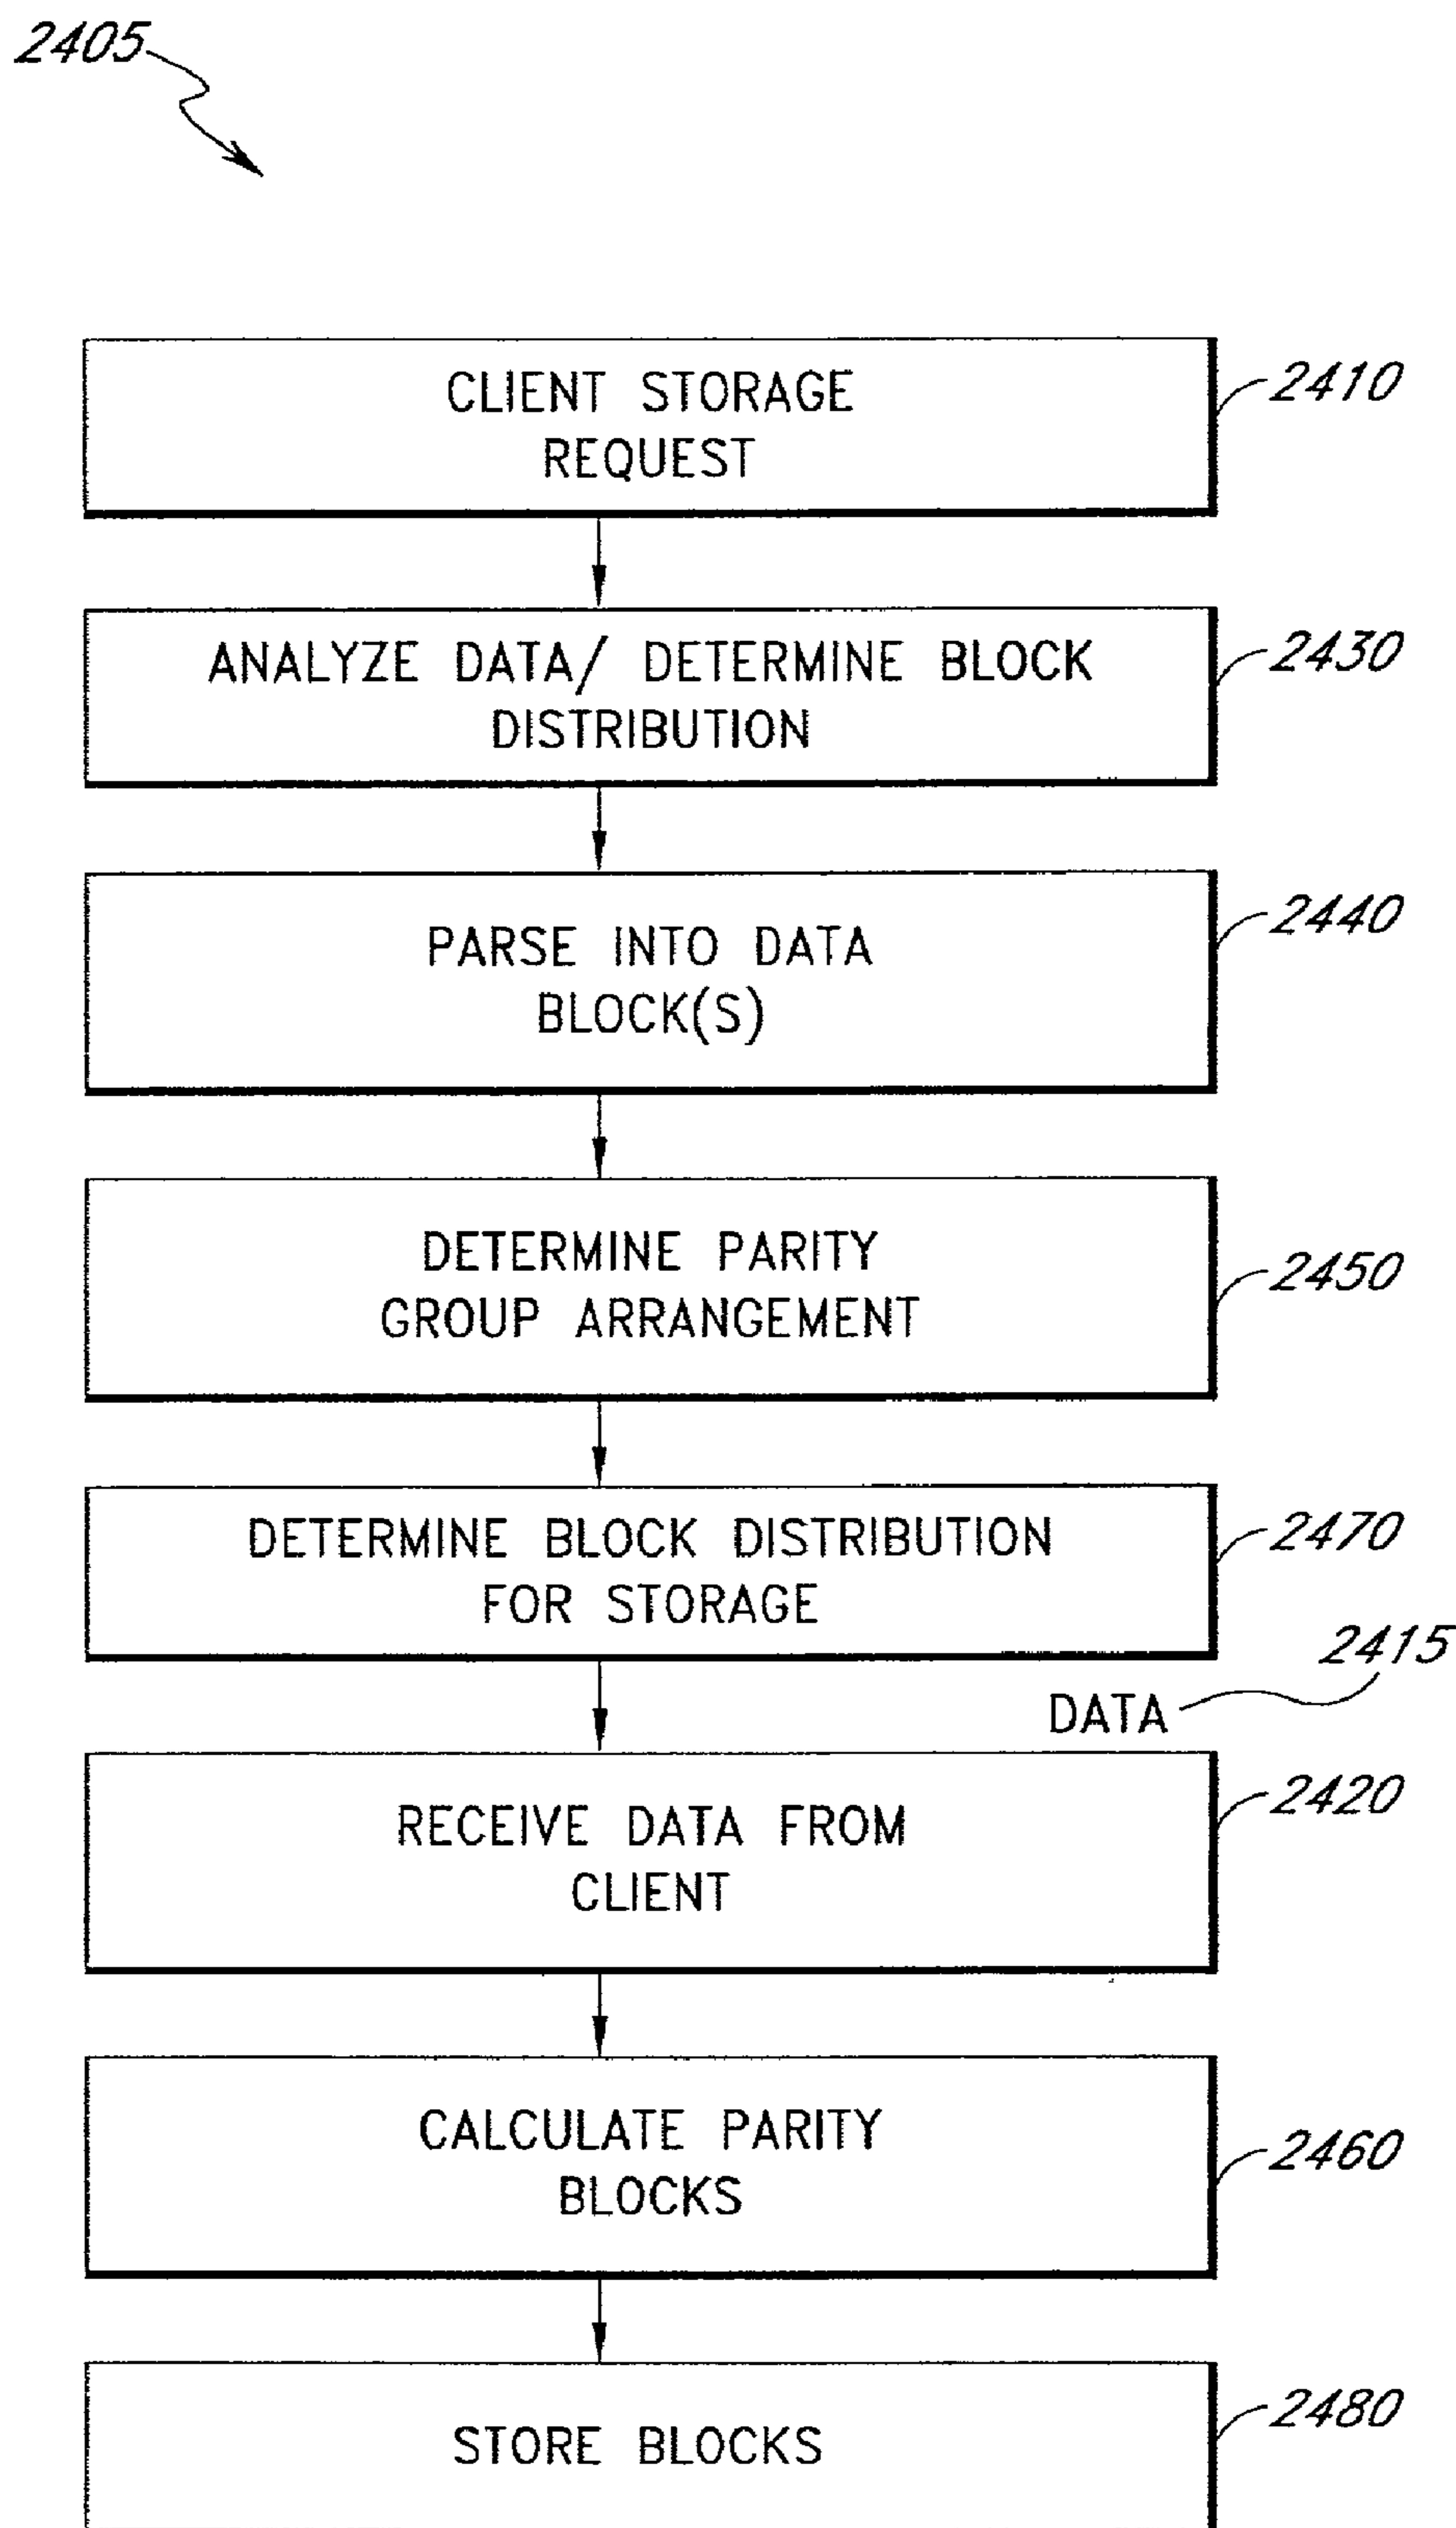 2405
CLIENT STORAGE
REQUEST
2410
ANALYZE DATA/ DETERMINE BLOCK
DISTRIBUTION
2430
PARSE INTO DATA
BLOCK(S)
2440
DETERMINE PARITY
GROUP ARRANGEMENT
2450
DETERMINE BLOCK DISTRIBUTION
FOR STORAGE
2470
2415
DATA
RECEIVE DATA FROM
CLIENT
2420
CALCULATE PARITY
BLOCKS
2460
STORE BLOCKS
2480